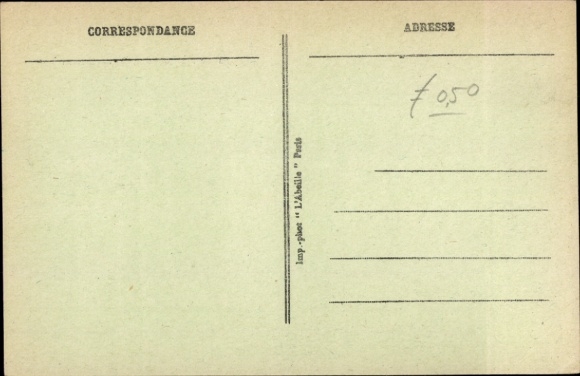 CORRESPONDANCE
ADRESSE
0,50
Imp.-phot "L'Abeille" Paris